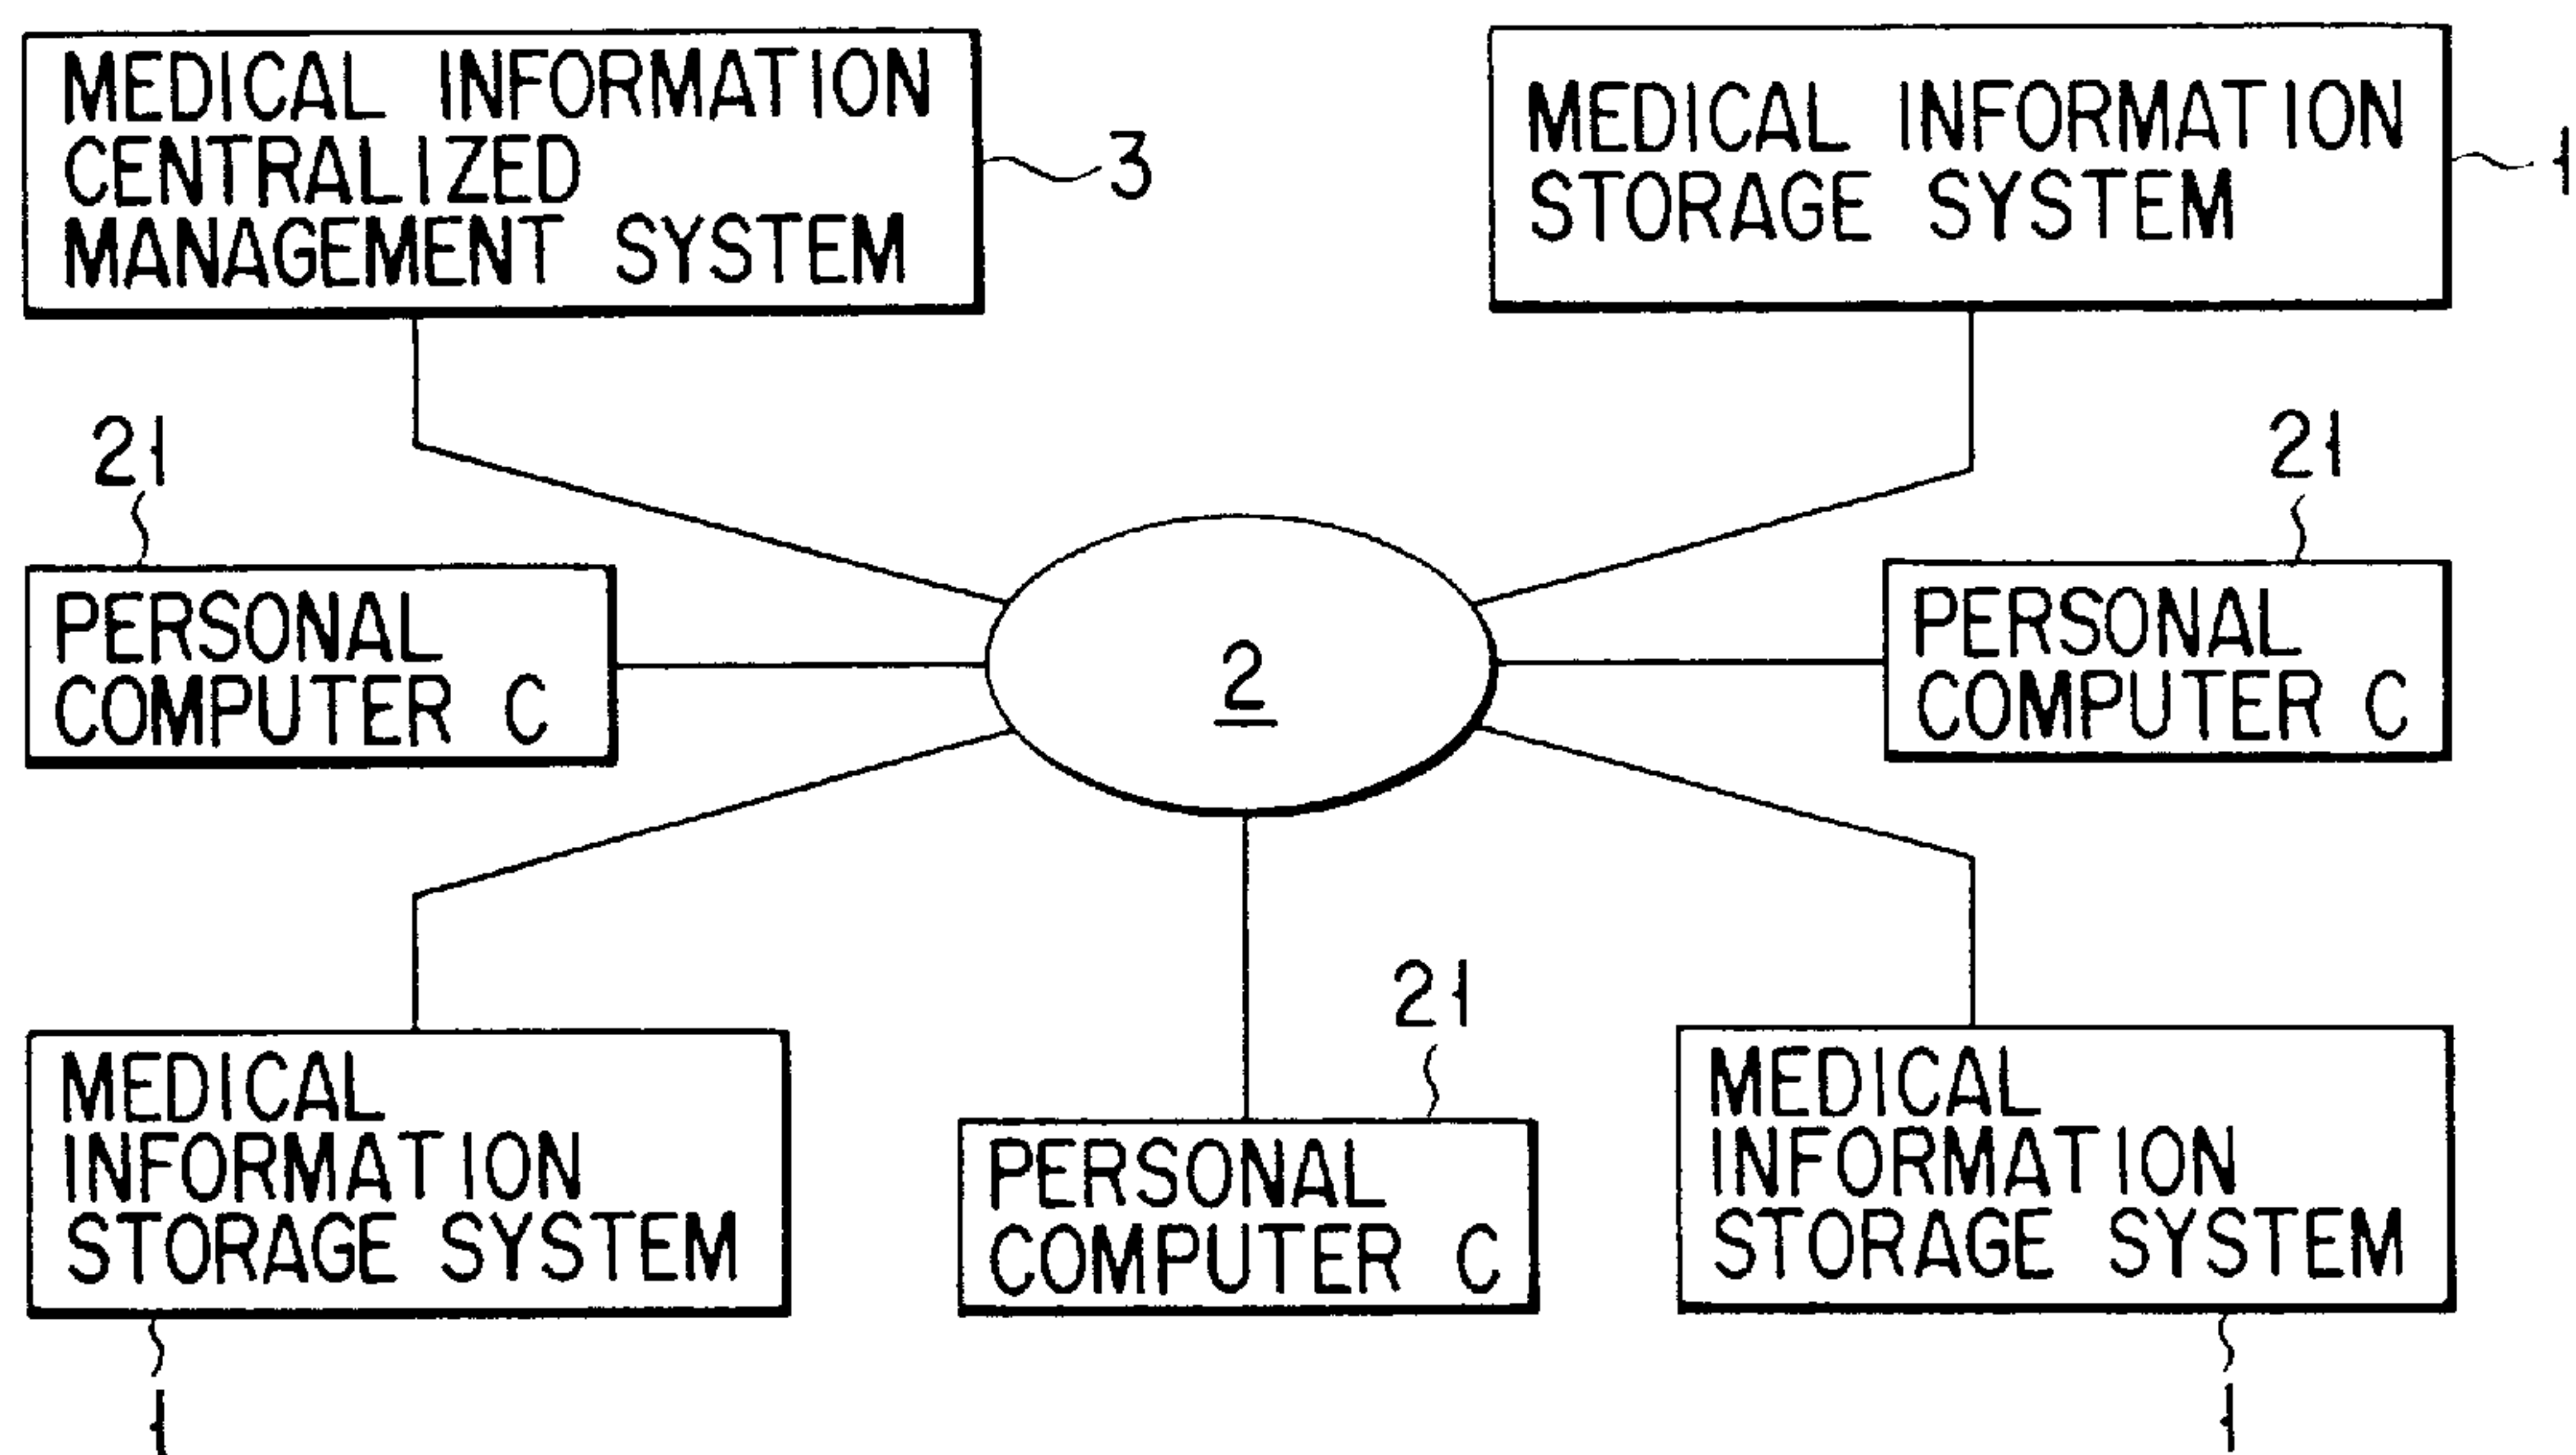 MEDICAL INFORMATION
CENTRALIZED
MANAGEMENT SYSTEM
3
MEDICAL INFORMATION
STORAGE SYSTEM
1
21
PERSONAL
COMPUTER C
2
21
PERSONAL
COMPUTER C
MEDICAL
INFORMATION
STORAGE SYSTEM
1
21
PERSONAL
COMPUTER C
MEDICAL
INFORMATION
STORAGE SYSTEM
1